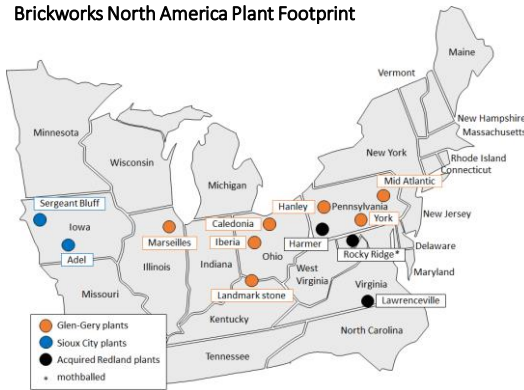 Brickworks North America Plant Footprint
Maine
Vermont
Minnesota
New Hampshire
Massachusetts
Wisconsin
New York
Rhode Island
Connecticut
Michigan
Mid Atlantic
Sergeant Bluff
Hanley
Pennsylvania
Iowa
Caledonia
York
New Jersey
Marseilles
Iberia
Ohio
Harmer
Delaware
Adel
Illinois
Indiana
Rocky Ridge*
West
Virginia
Maryland
Missouri
Landmark stone
Virginia
Lawrenceville
Kentucky
North Carolina
Tennessee
Glen-Gery plants
Sioux City plants
Acquired Redland plants
* mothballed